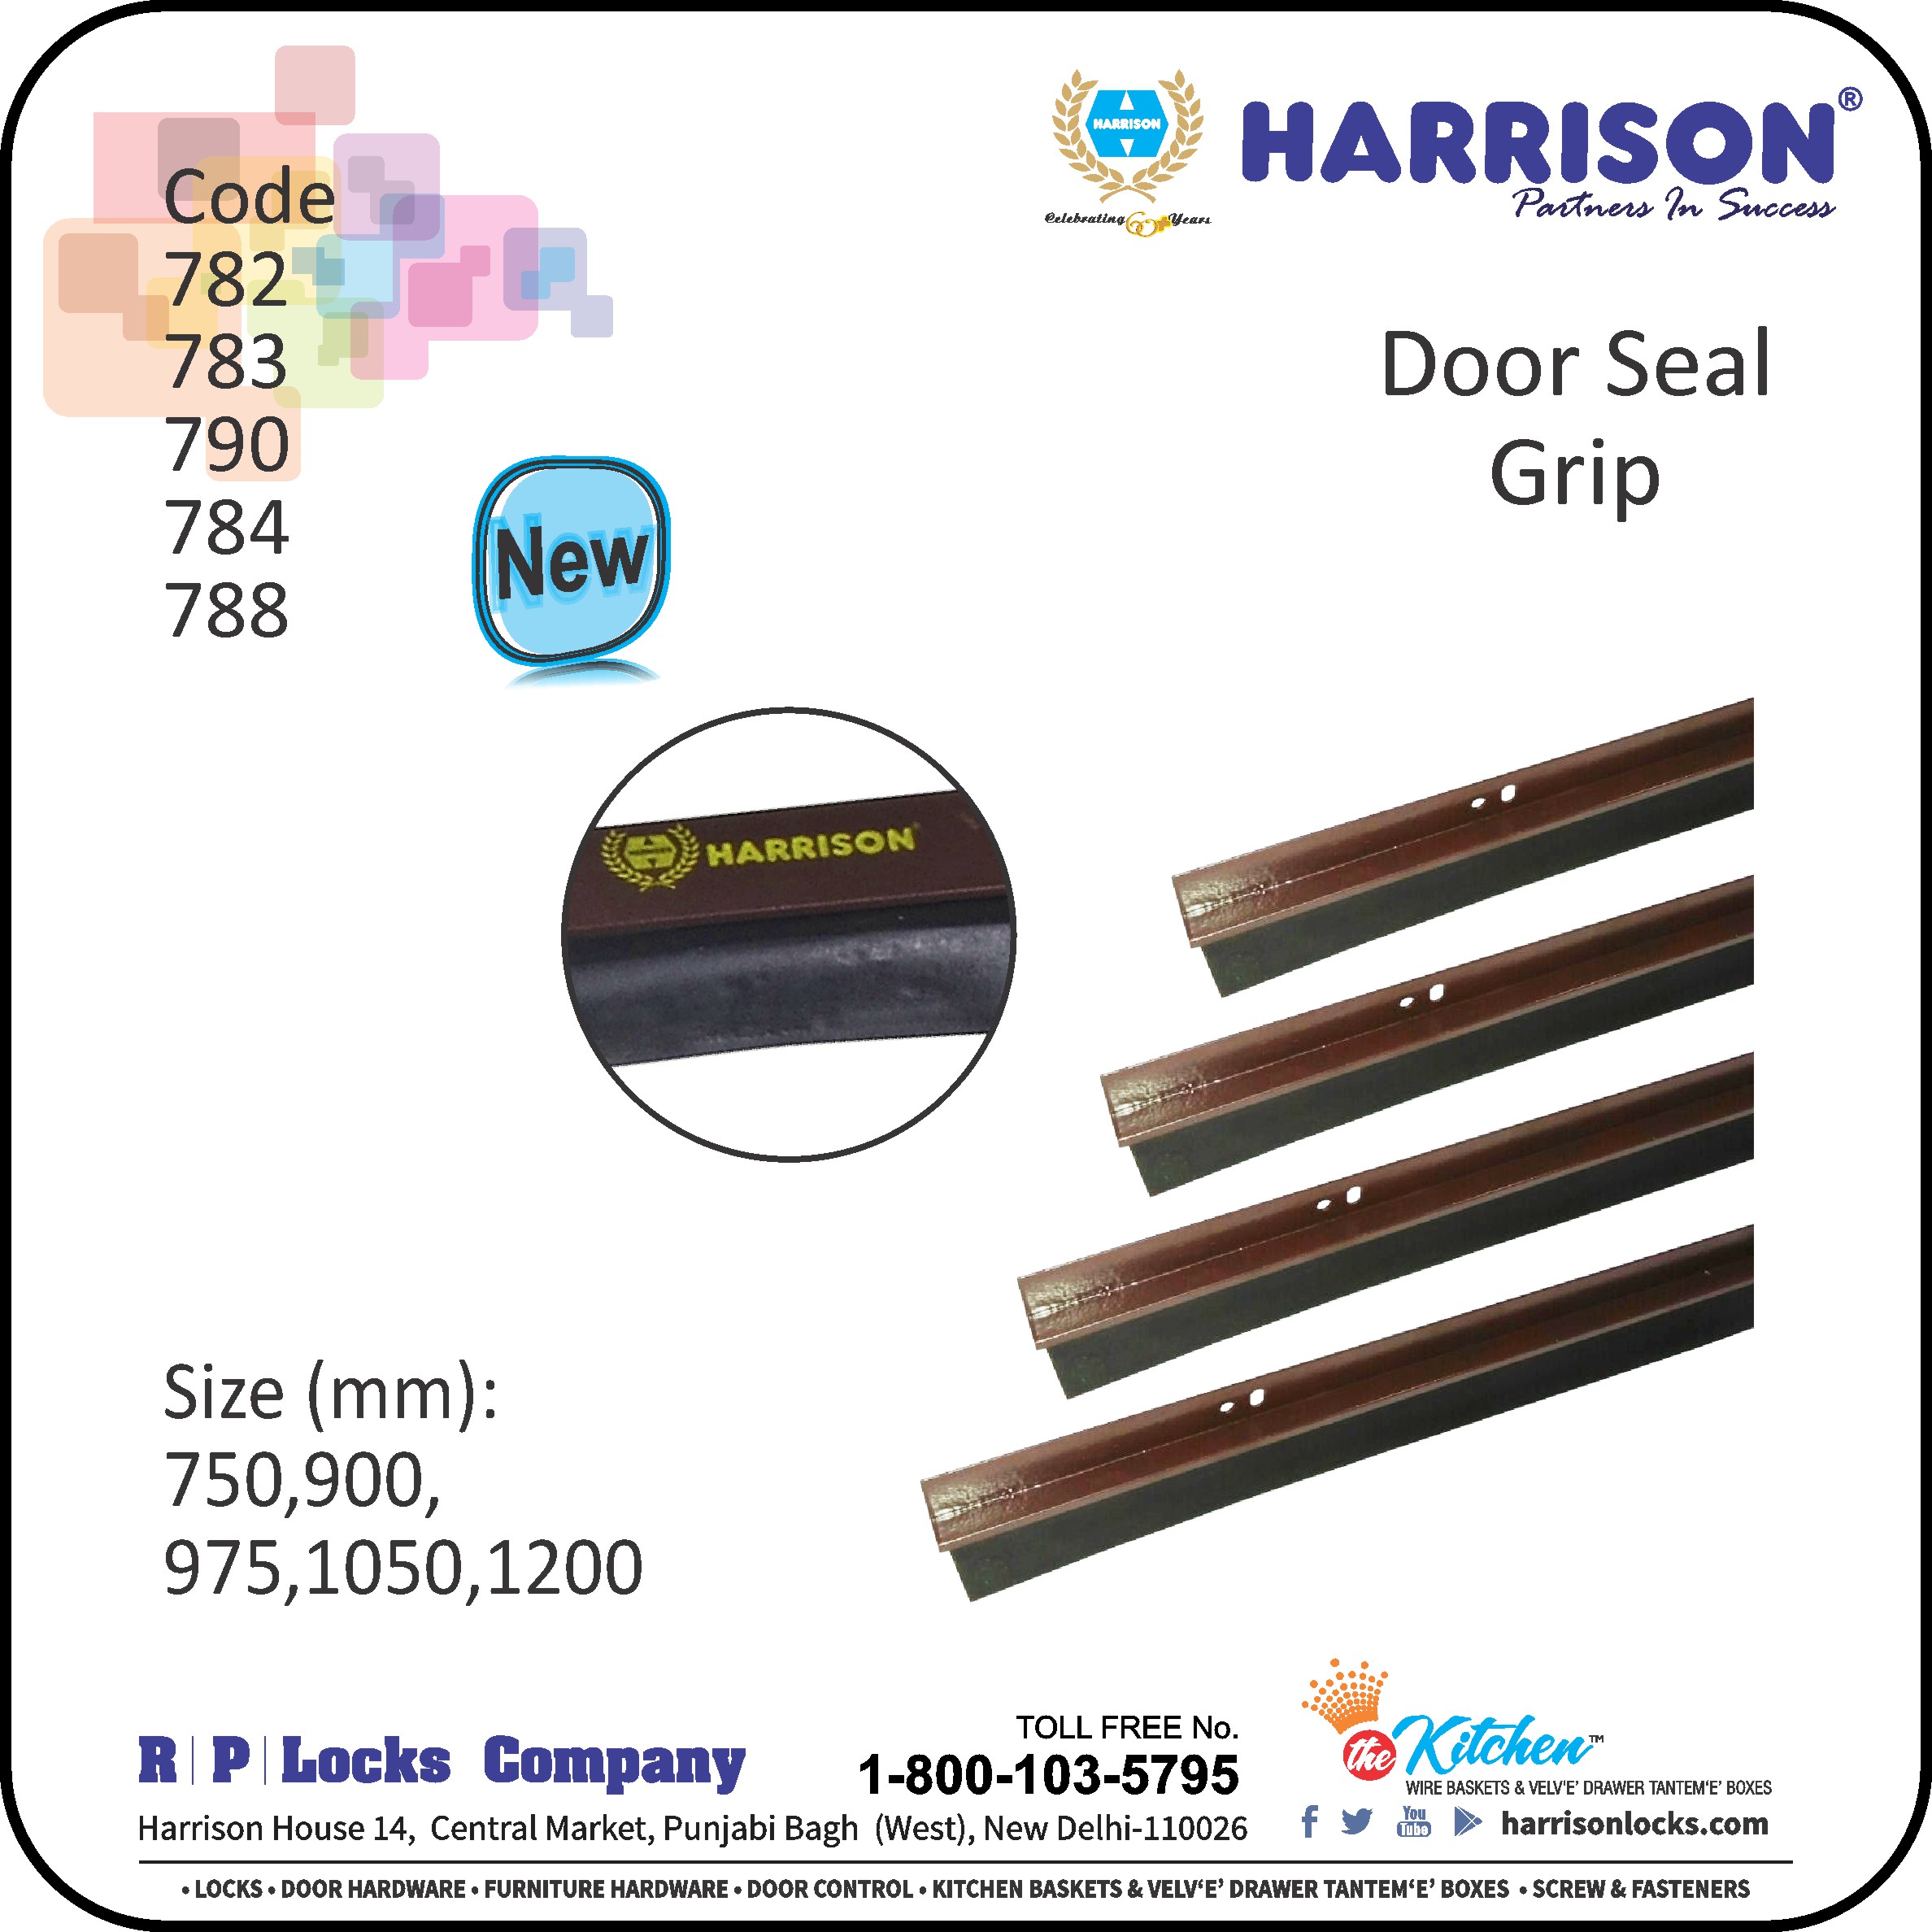 Code
782
783
790
784
788
New
HARRISON
Celebrating 60+ Years
HARRISON®
Partners In Success
Door Seal
Grip
HARRISON
Size (mm):
750,900,
975,1050,1200
R|P|Locks Company
TOLL FREE No.
1-800-103-5795
Harrison House 14, Central Market, Punjabi Bagh (West), New Delhi-110026
the Kitchen™
WIRE BASKETS & VELV'E' DRAWER TANTEM'E' BOXES
f You Tube harrisonlocks.com
• LOCKS • DOOR HARDWARE • FURNITURE HARDWARE • DOOR CONTROL • KITCHEN BASKETS & VELV‘E’ DRAWER TANTEM‘E’ BOXES • SCREW & FASTENERS